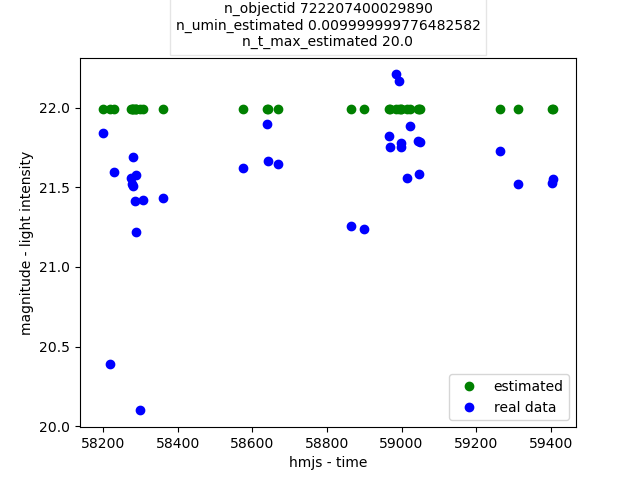 n_objectid 722207400029890
n_umin_estimated 0.009999999776482582
n_t_max_estimated 20.0
magnitude - light intensity
22.0
21.5
21.0
20.5
20.0
estimated
real data
58200 58400 58600 58800 59000 59200 59400
hmjs - time